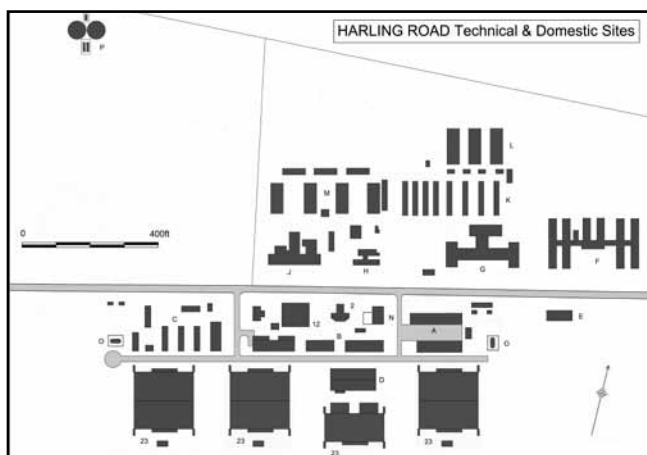 HARLING ROAD Technical & Domestic Sites
P
L
M
K
0 400ft
J
H
G
F
C
2
N
12
B
A
E
O
O
D
23
23
23
23